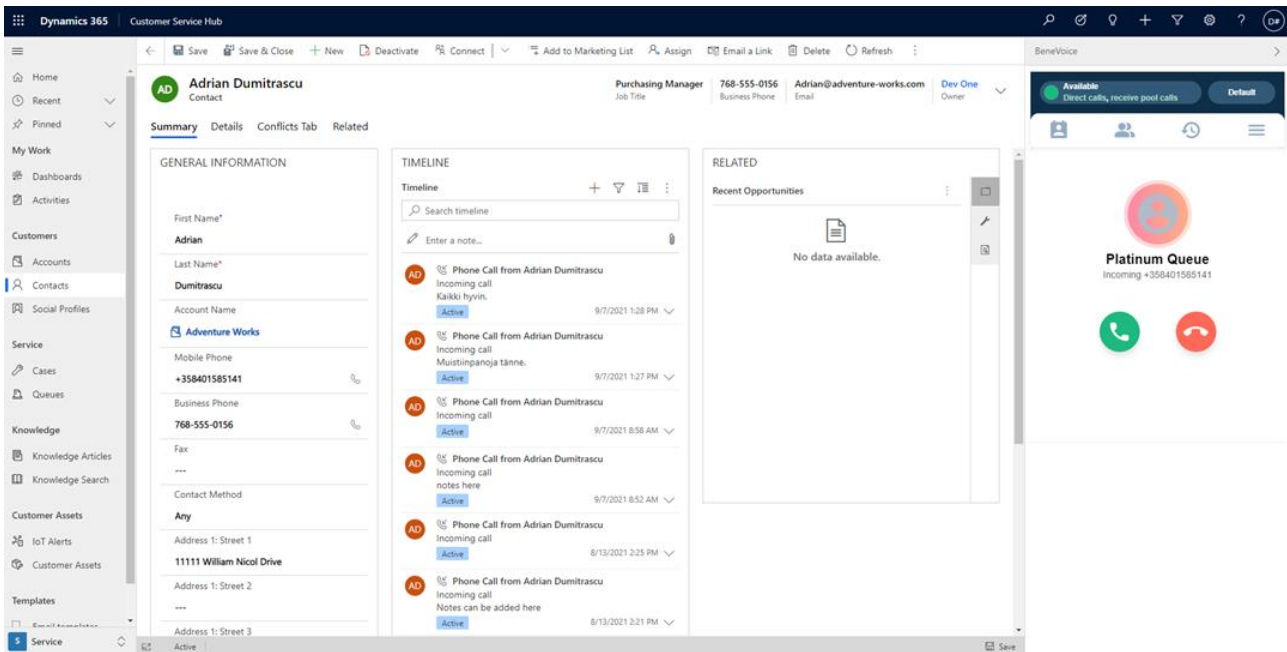 Dynamics 365 Customer Service Hub
D#
Save Save & Close New Deactivate Connect Add to Marketing List Assign Email a Link Delete Refresh
BeneVoice
Home
Recent
Pinned
My Work
Dashboards
Activities
Customers
Accounts
Contacts
Social Profiles
Service
Cases
Queues
Knowledge
Knowledge Articles
Knowledge Search
Customer Assets
IoT Alerts
Customer Assets
Templates
Email templates
S Service
AD
Adrian Dumitrascu
Contact
Purchasing Manager
Job Title
768-555-0156
Business Phone
Adrian@adventure-works.com
Email
Dev One
Owner
Summary Details Conflicts Tab Related
GENERAL INFORMATION
First Name*
Adrian
Last Name*
Dumitrascu
Account Name
Adventure Works
Mobile Phone
+358401585141
Business Phone
768-555-0156
Fax
---
Contact Method
Any
Address 1: Street 1
11111 William Nicol Drive
Address 1: Street 2
---
Address 1: Street 3
TIMELINE
Timeline
Search timeline
Enter a note...
AD
Phone Call from Adrian Dumitrascu
Incoming call
Kaikki hyvin.
Active 9/7/2021 1:28 PM
AD
Phone Call from Adrian Dumitrascu
Incoming call
Muistiinpanoja tänne.
Active 9/7/2021 1:27 PM
AD
Phone Call from Adrian Dumitrascu
Incoming call
Active 9/7/2021 8:58 AM
AD
Phone Call from Adrian Dumitrascu
Incoming call
notes here
Active 9/7/2021 8:52 AM
AD
Phone Call from Adrian Dumitrascu
Incoming call
Active 8/13/2021 2:25 PM
AD
Phone Call from Adrian Dumitrascu
Incoming call
Notes can be added here
Active 8/13/2021 2:21 PM
RELATED
Recent Opportunities
No data available.
Available
Direct calls, receive pool calls
Default
Platinum Queue
Incoming +358401585141
Active
Save